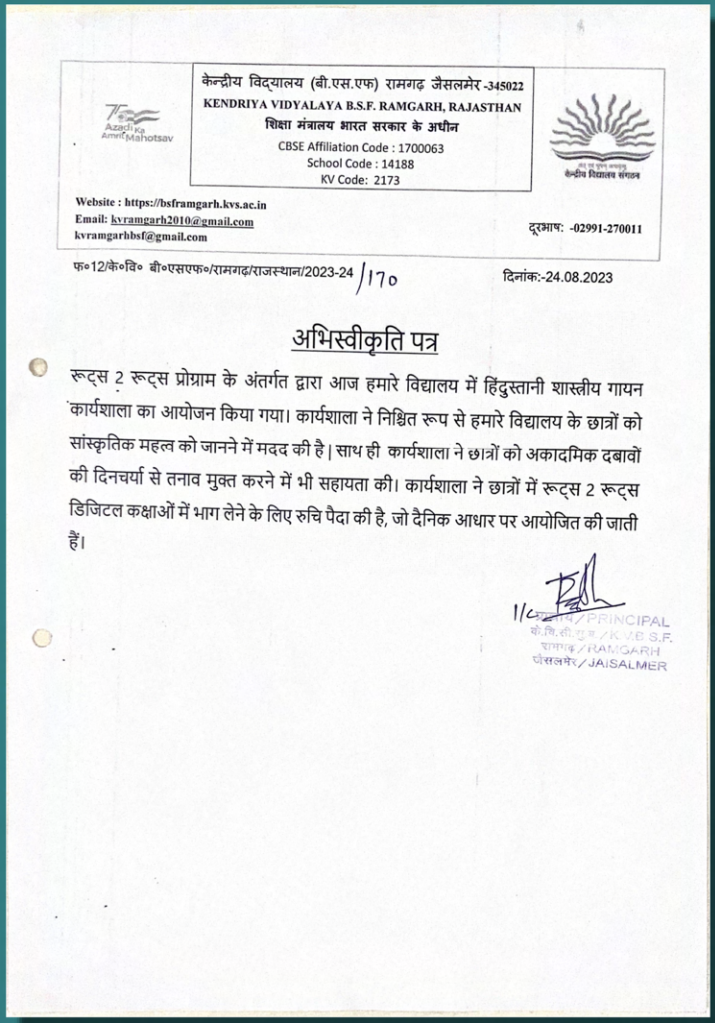 केन्द्रीय विद्यालय (बी.एस.एफ) रामगढ़ जैसलमेर -345022
KENDRIYA VIDYALAYA B.S.F. RAMGARH, RAJASTHAN
शिक्षा मंत्रालय भारत सरकार के अधीन
CBSE Affiliation Code : 1700063
School Code : 14188
KV Code: 2173
Azadi Ka
Amrit Mahotsav
केन्द्रीय विद्यालय संगठन
Website : https://bsframgarh.kvs.ac.in
Email: kvramgarh2010@gmail.com
kvramgarhbsf@gmail.com
दूरभाष: -02991-270011
फ०12/के०वि० बी०एसएफ०/रामगढ़/राजस्थान/2023-24 /170
दिनांक:-24.08.2023
अभिस्वीकृति पत्र
रूट्स 2 रूट्स प्रोग्राम के अंतर्गत द्वारा आज हमारे विद्यालय में हिंदुस्तानी शास्त्रीय गायन
कार्यशाला का आयोजन किया गया। कार्यशाला ने निश्चित रूप से हमारे विद्यालय के छात्रों को
सांस्कृतिक महत्व को जानने में मदद की है | साथ ही कार्यशाला ने छात्रों को अकादमिक दबावों
की दिनचर्या से तनाव मुक्त करने में भी सहायता की। कार्यशाला ने छात्रों में रूट्स 2 रूट्स
डिजिटल कक्षाओं में भाग लेने के लिए रुचि पैदा की है, जो दैनिक आधार पर आयोजित की जाती
हैं।
I/C
/PRINCIPAL
/K.V.B.S.F.
रामगढ़/RAMGARH
जैसलमेर/JAISALMER